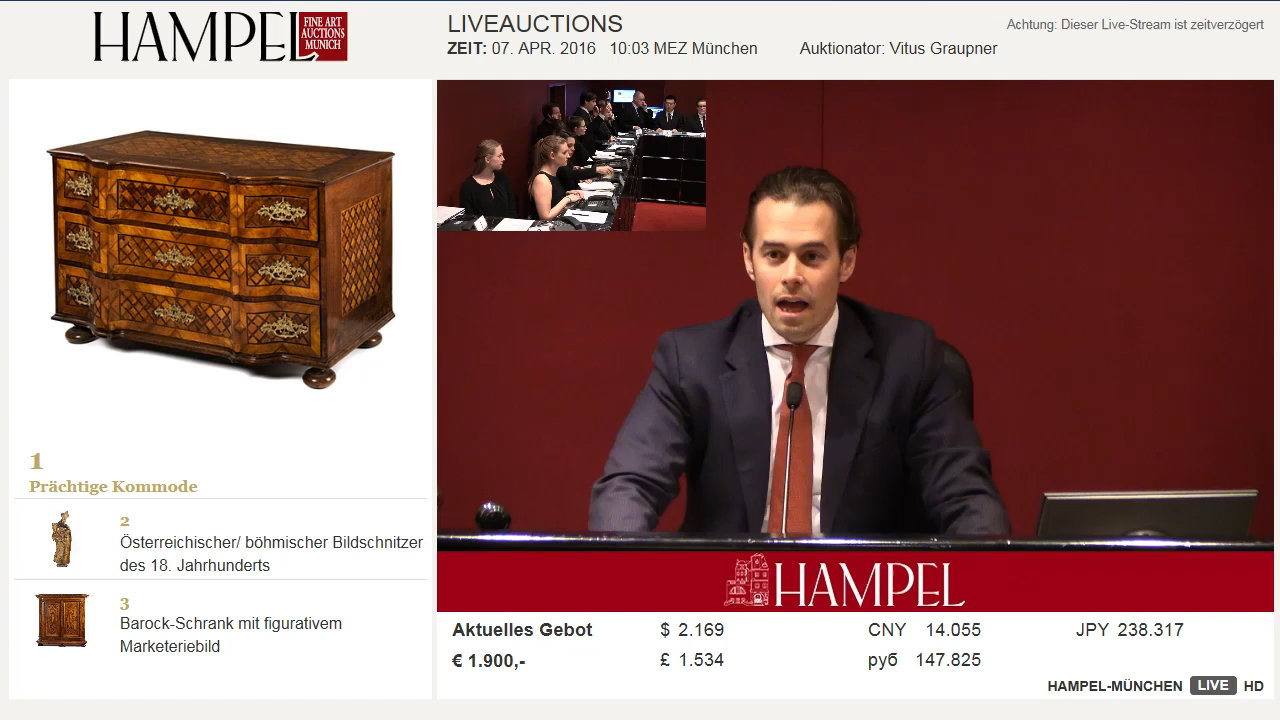 HAMPEL FINE ART
AUCTIONS
MUNICH
LIVEAUCTIONS
ZEIT: 07. APR. 2016 10:03 MEZ München Auktionator: Vitus Graupner
Achtung: Dieser Live-Stream ist zeitverzögert
1
Prächtige Kommode
2
Österreichischer/ böhmischer Bildschnitzer
des 18. Jahrhunderts
3
Barock-Schrank mit figurativem
Marketeriebild
HAMPEL
Aktuelles Gebot $ 2.169 CNY 14.055 JPY 238.317
€ 1.900,- £ 1.534 руб 147.825
HAMPEL-MÜNCHEN LIVE HD